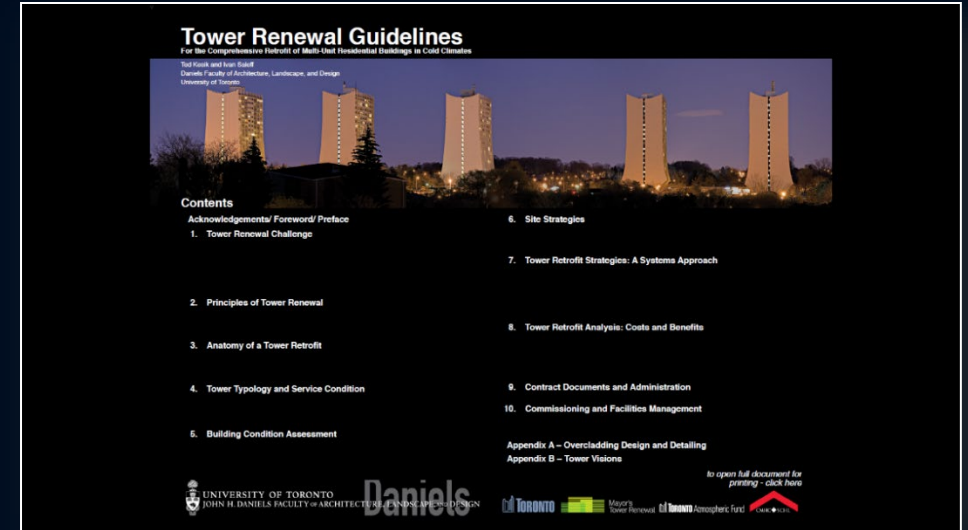 Tower Renewal Guidelines
For the Comprehensive Retrofit of Multi-Unit Residential Buildings in Cold Climates
Ted Kesik and Ivan Saleff
Daniels Faculty of Architecture, Landscape, and Design
University of Toronto
Contents
Acknowledgements/ Foreword/ Preface
1. Tower Renewal Challenge
2. Principles of Tower Renewal
3. Anatomy of a Tower Retrofit
4. Tower Typology and Service Condition
5. Building Condition Assessment
6. Site Strategies
7. Tower Retrofit Strategies: A Systems Approach
8. Tower Retrofit Analysis: Costs and Benefits
9. Contract Documents and Administration
10. Commissioning and Facilities Management
Appendix A – Overcladding Design and Detailing
Appendix B – Tower Visions
to open full document for
printing - click here
UNIVERSITY OF TORONTO
JOHN H. DANIELS FACULTY OF ARCHITECTURE, LANDSCAPE, AND DESIGN
Daniels
TORONTO
Mayor's
Tower Renewal
TORONTO Atmospheric Fund
CMHC SCHL